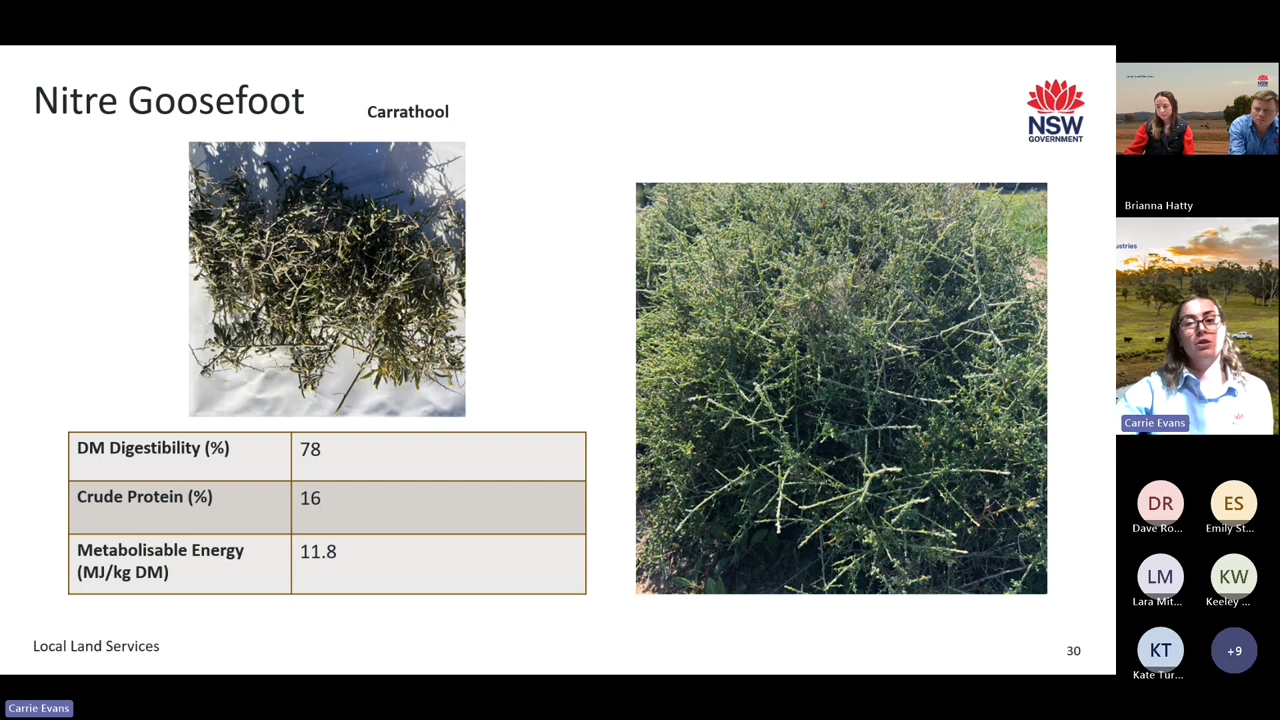 Nitre Goosefoot
Carrathool
NSW
GOVERNMENT
DM Digestibility (%)
78
Crude Protein (%)
16
Metabolisable Energy
(MJ/kg DM)
11.8
Local Land Services
30
Brianna Hatty
ustries
Carrie Evans
DR
Dave Ro...
ES
Emily St...
LM
Lara Mit...
KW
Keeley ...
KT
Kate Tur...
+9
Carrie Evans